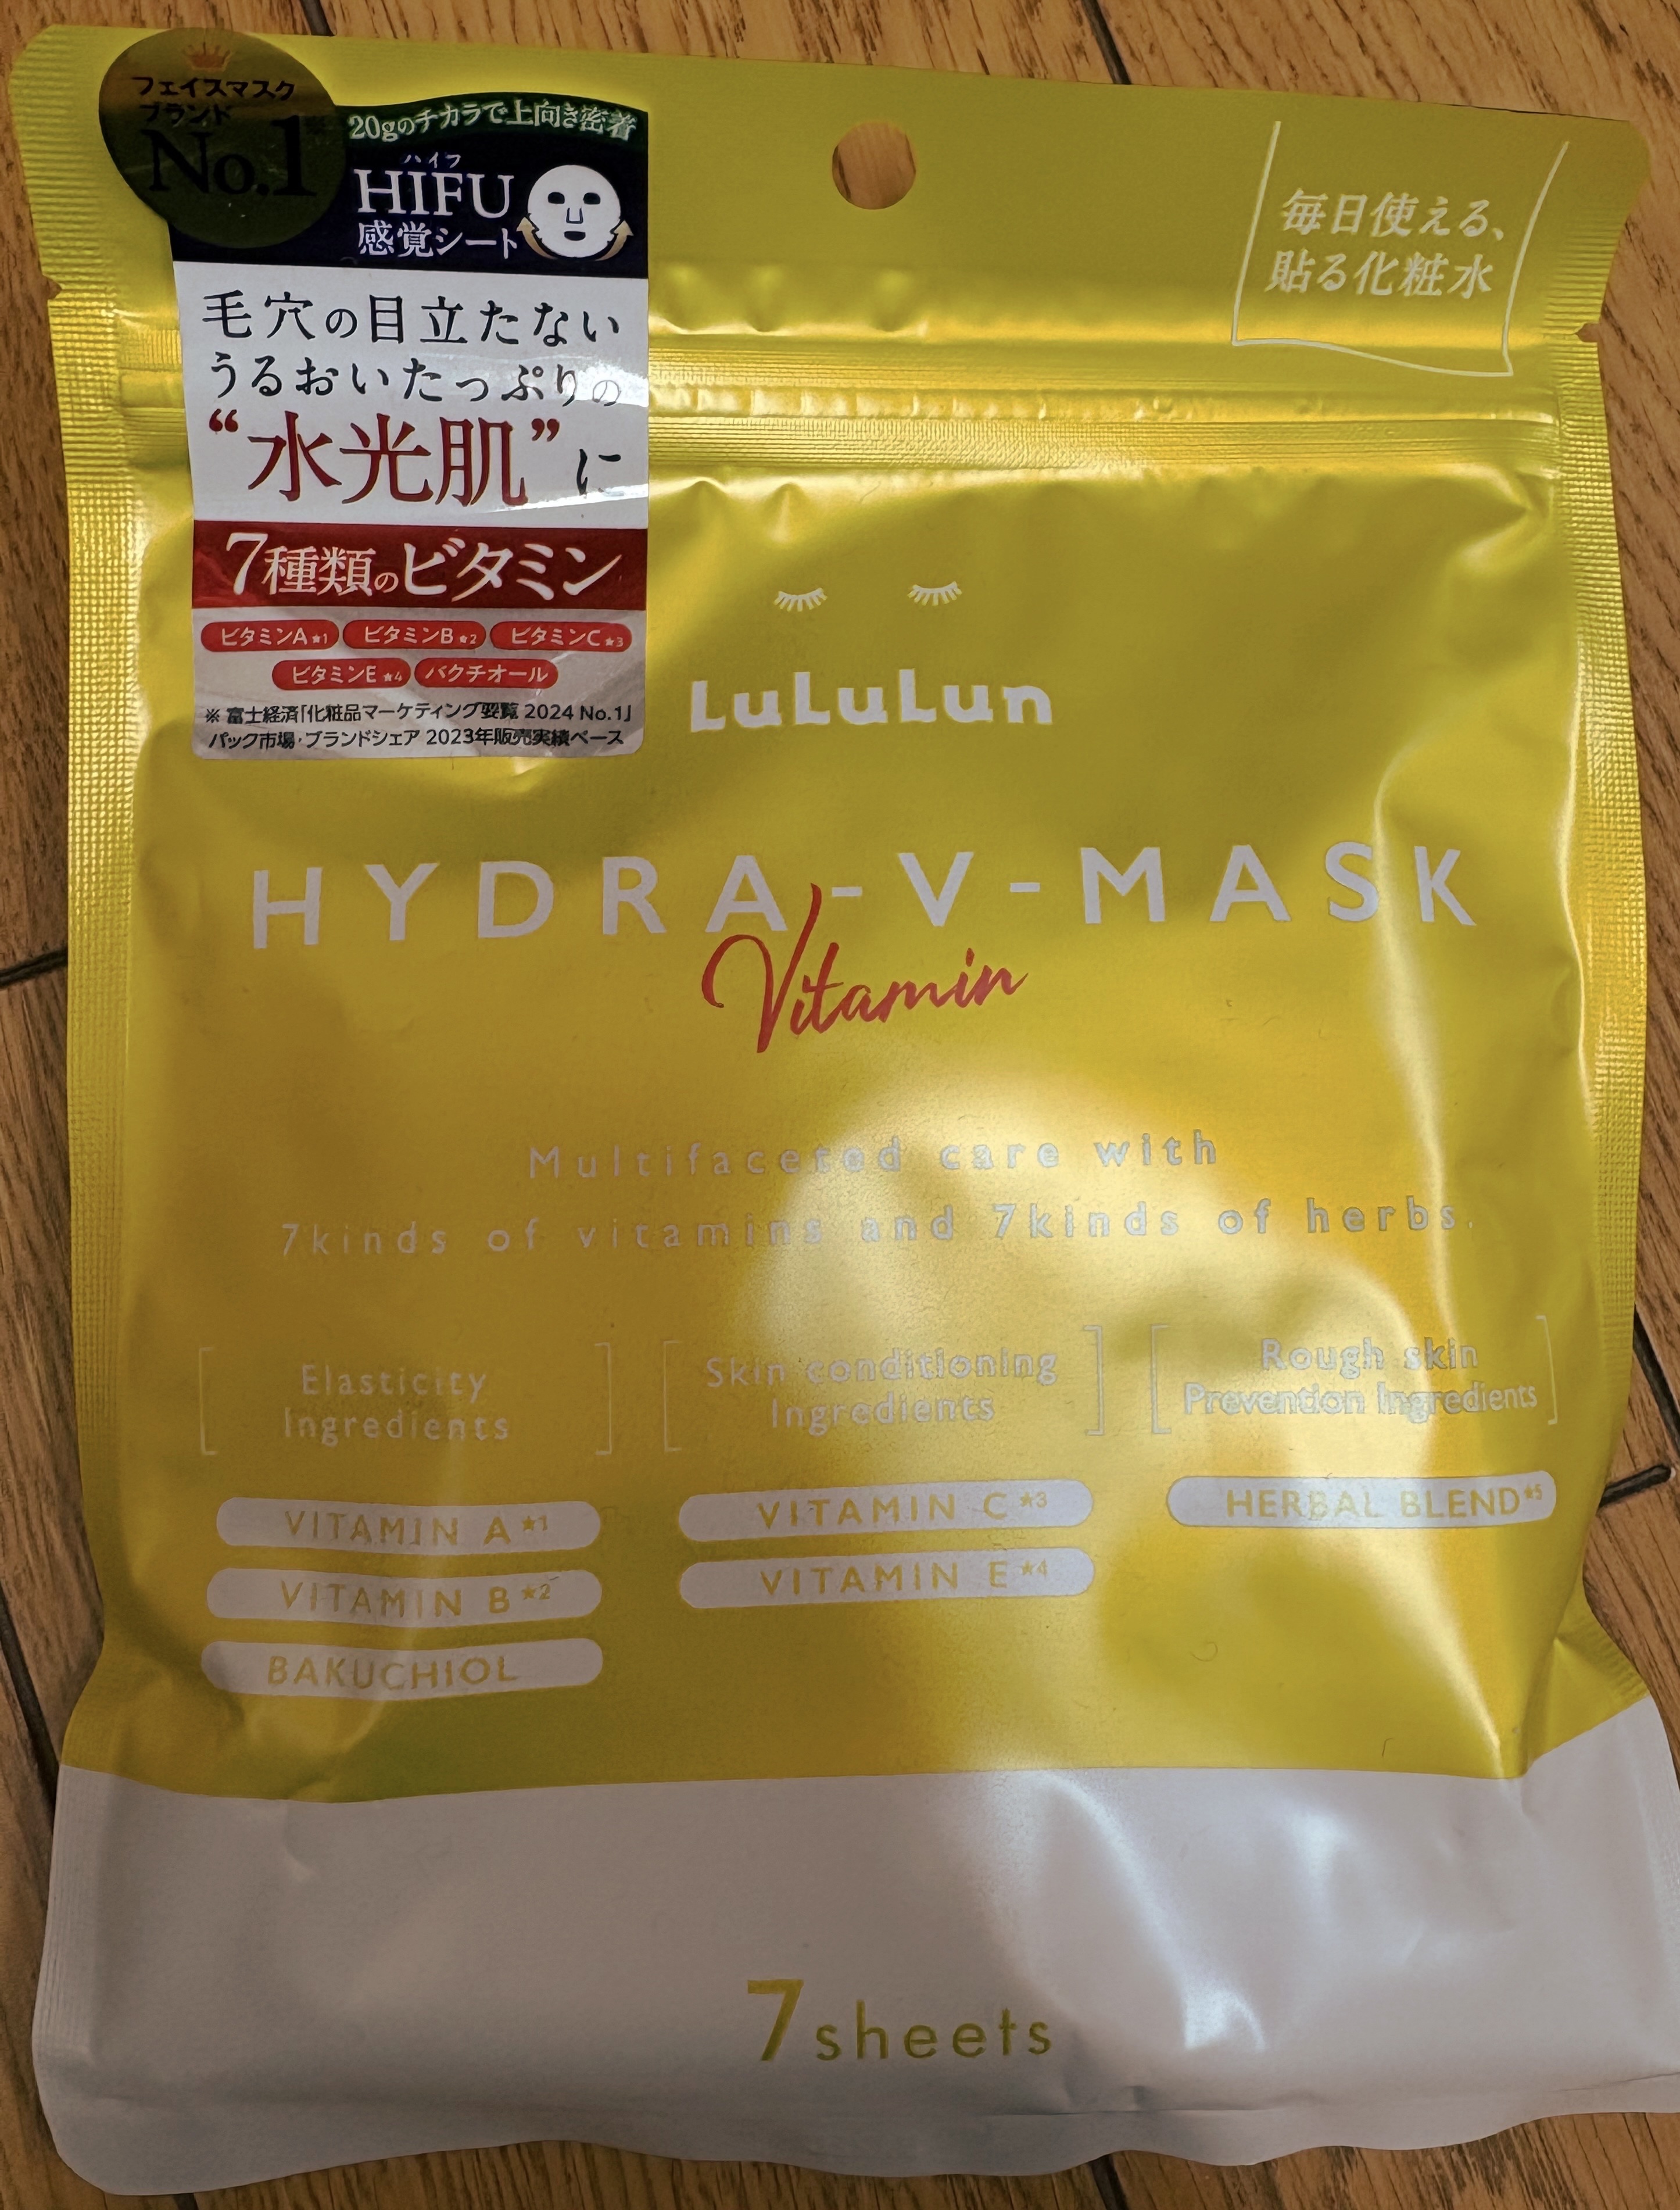 フェイスマスク
ブランド
No.1※
20gのチカラで上向き密着
ハイフ
HIFU
感覚シート
毛穴の目立たない
うるおいたっぷりの
“水光肌”に
7種類のビタミン
ビタミンA★1 ビタミンB★2 ビタミンC★3
ビタミンE★4 バクチオール
※ 富士経済「化粧品マーケティング要覧 2024 No.1」
パック市場・ブランドシェア 2023年販売実績ベース
毎日使える、
貼る化粧水
LuLuLun
HYDRA-V-MASK
Vitamin
Multifaceted care with
7kinds of vitamins and 7kinds of herbs.
Elasticity
Ingredients
VITAMIN A★1
VITAMIN B★2
BAKUCHIOL
Skin conditioning
Ingredients
VITAMIN C★3
VITAMIN E★4
Rough skin
Prevention Ingredients
HERBAL BLEND★5
7sheets